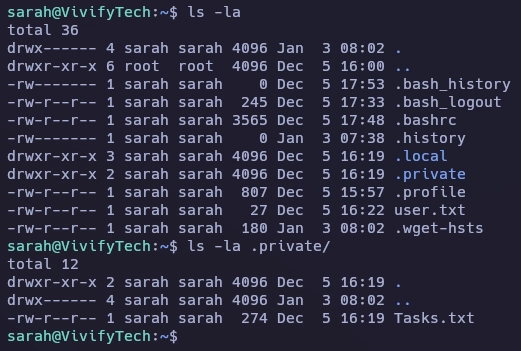 sarah@VivifyTech:~$ ls -la
total 36
drwx------ 4 sarah sarah 4096 Jan  3 08:02 .
drwxr-xr-x 6 root  root  4096 Dec  5 16:00 ..
-rw------- 1 sarah sarah    0 Dec  5 17:53 .bash_history
-rw-r--r-- 1 sarah sarah  245 Dec  5 17:33 .bash_logout
-rw-r--r-- 1 sarah sarah 3565 Dec  5 17:48 .bashrc
-rw------- 1 sarah sarah    0 Jan  3 07:38 .history
drwxr-xr-x 3 sarah sarah 4096 Dec  5 16:19 .local
drwxr-xr-x 2 sarah sarah 4096 Dec  5 16:19 .private
-rw-r--r-- 1 sarah sarah  807 Dec  5 15:57 .profile
-rw-r--r-- 1 sarah sarah   27 Dec  5 16:22 user.txt
-rw-r--r-- 1 sarah sarah  180 Jan  3 08:02 .wget-hsts
sarah@VivifyTech:~$ ls -la .private/
total 12
drwxr-xr-x 2 sarah sarah 4096 Dec  5 16:19 .
drwx------ 4 sarah sarah 4096 Jan  3 08:02 ..
-rw-r--r-- 1 sarah sarah  274 Dec  5 16:19 Tasks.txt
sarah@VivifyTech:~$